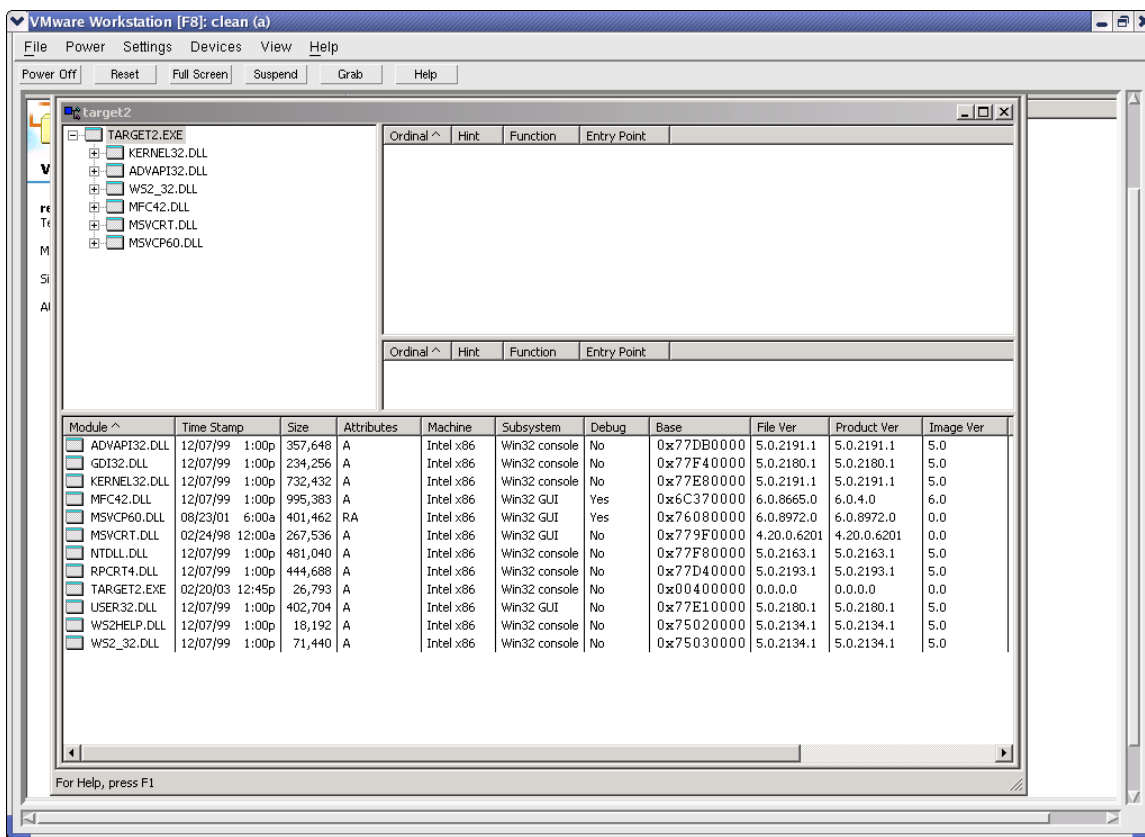 VMware Workstation [F8]: clean (a)
File Power Settings Devices View Help
Power Off Reset Full Screen Suspend Grab Help
target2
TARGET2.EXE
KERNEL32.DLL
ADVAPI32.DLL
WS2_32.DLL
MFC42.DLL
MSVCRT.DLL
MSVCP60.DLL
Ordinal ^ Hint Function Entry Point
Ordinal ^ Hint Function Entry Point
Module ^ Time Stamp Size Attributes Machine Subsystem Debug Base File Ver Product Ver Image Ver
ADVAPI32.DLL 12/07/99 1:00p 357,648 A Intel x86 Win32 console No 0x77DB0000 5.0.2191.1 5.0.2191.1 5.0
GDI32.DLL 12/07/99 1:00p 234,256 A Intel x86 Win32 console No 0x77F40000 5.0.2180.1 5.0.2180.1 5.0
KERNEL32.DLL 12/07/99 1:00p 732,432 A Intel x86 Win32 console No 0x77E80000 5.0.2191.1 5.0.2191.1 5.0
MFC42.DLL 12/07/99 1:00p 995,383 A Intel x86 Win32 GUI Yes 0x6C370000 6.0.8665.0 6.0.4.0 6.0
MSVCP60.DLL 08/23/01 6:00a 401,462 RA Intel x86 Win32 GUI Yes 0x76080000 6.0.8972.0 6.0.8972.0 0.0
MSVCRT.DLL 02/24/98 12:00a 267,536 A Intel x86 Win32 GUI No 0x779F0000 4.20.0.6201 4.20.0.6201 0.0
NTDLL.DLL 12/07/99 1:00p 481,040 A Intel x86 Win32 console No 0x77F80000 5.0.2163.1 5.0.2163.1 5.0
RPCRT4.DLL 12/07/99 1:00p 444,688 A Intel x86 Win32 console No 0x77D40000 5.0.2193.1 5.0.2193.1 5.0
TARGET2.EXE 02/20/03 12:45p 26,793 A Intel x86 Win32 console No 0x00400000 0.0.0.0 0.0.0.0 0.0
USER32.DLL 12/07/99 1:00p 402,704 A Intel x86 Win32 GUI No 0x77E10000 5.0.2180.1 5.0.2180.1 5.0
WS2HELP.DLL 12/07/99 1:00p 18,192 A Intel x86 Win32 console No 0x75020000 5.0.2134.1 5.0.2134.1 5.0
WS2_32.DLL 12/07/99 1:00p 71,440 A Intel x86 Win32 console No 0x75030000 5.0.2134.1 5.0.2134.1 5.0
For Help, press F1